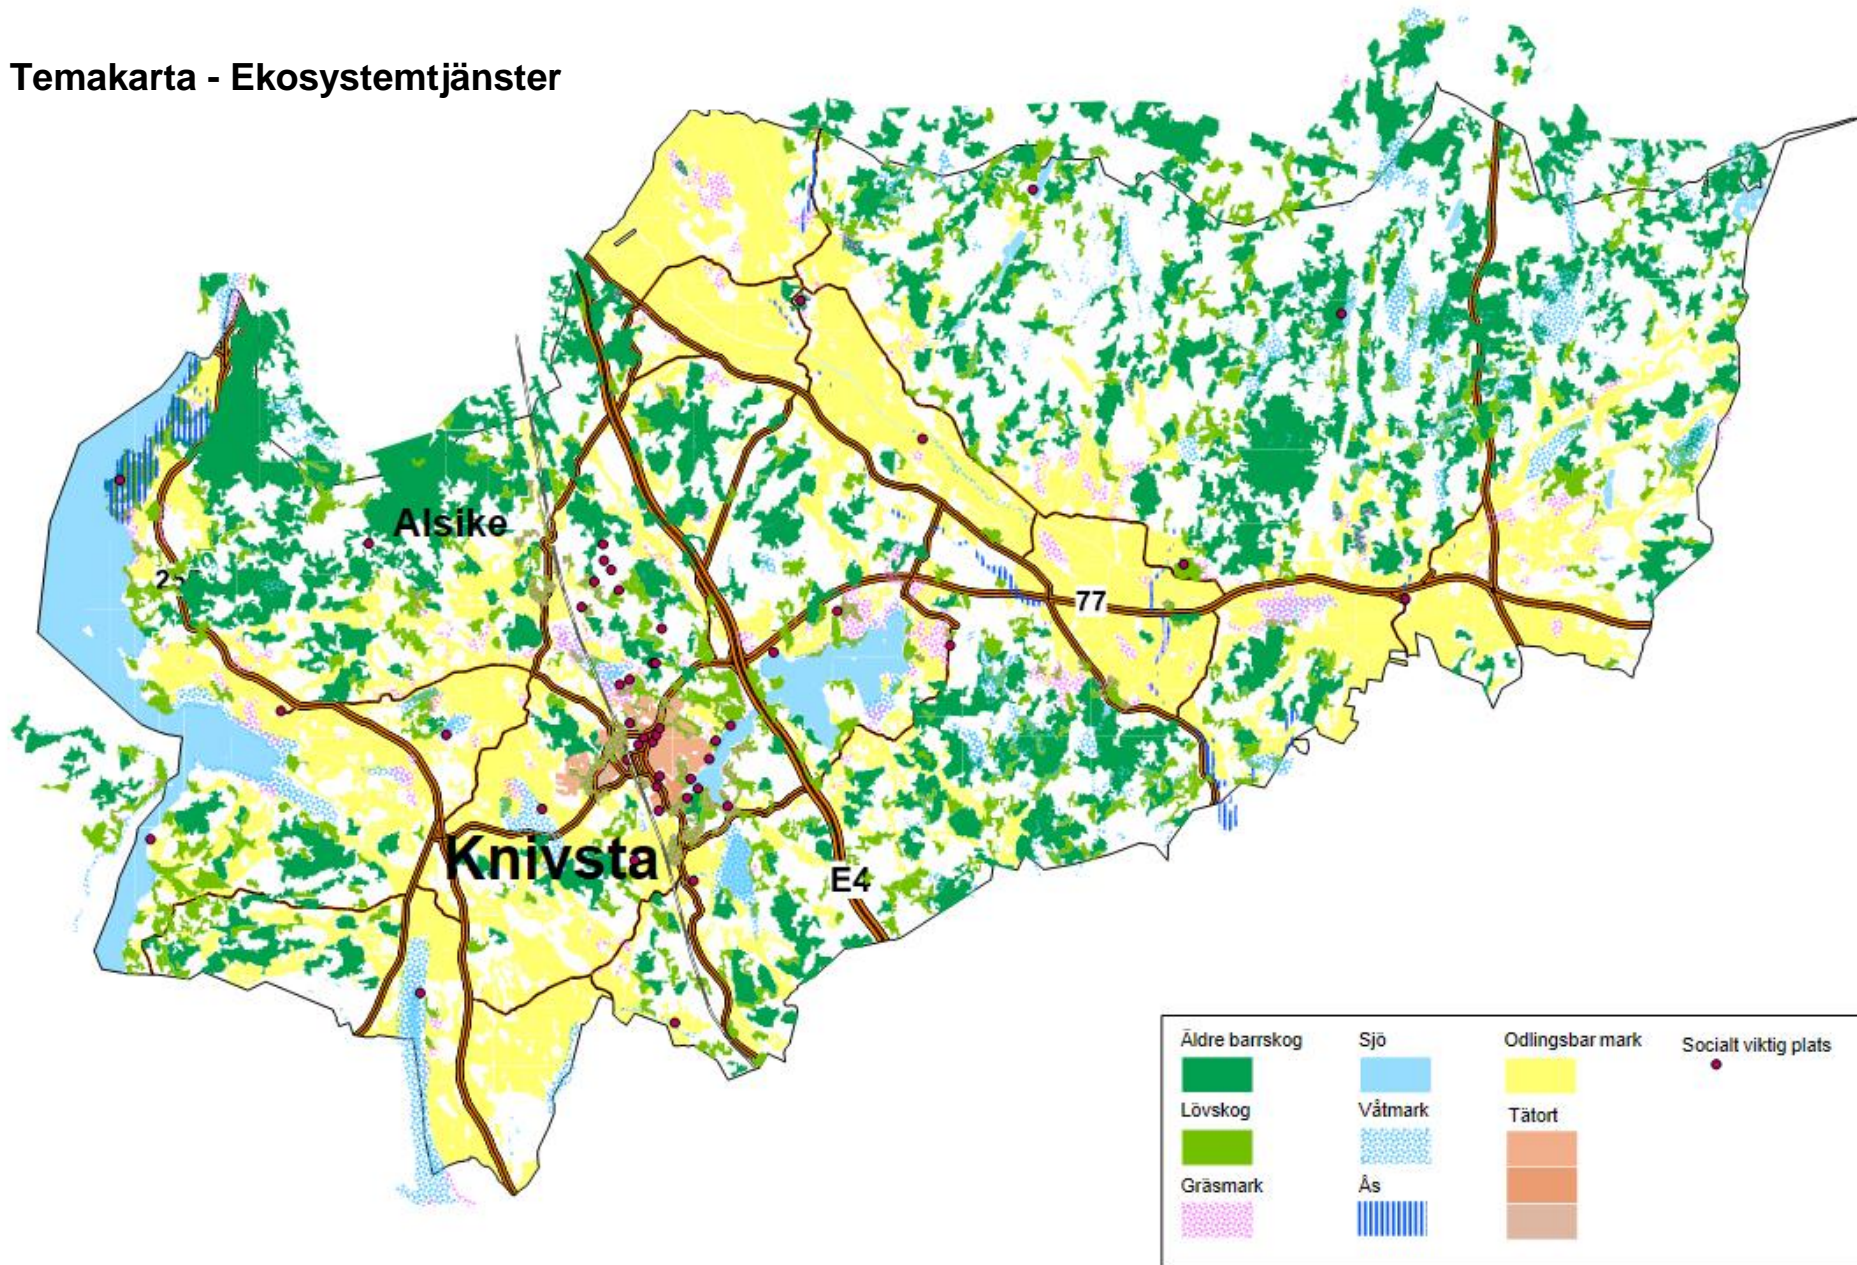 Temakarta - Ekosystemtjänster
Alsike
77
Knivsta
E4
Äldre barrskog
Sjö
Odlingsbar mark
Socialt viktig plats
Lövskog
Våtmark
Tätort
Gräsmark
Ås